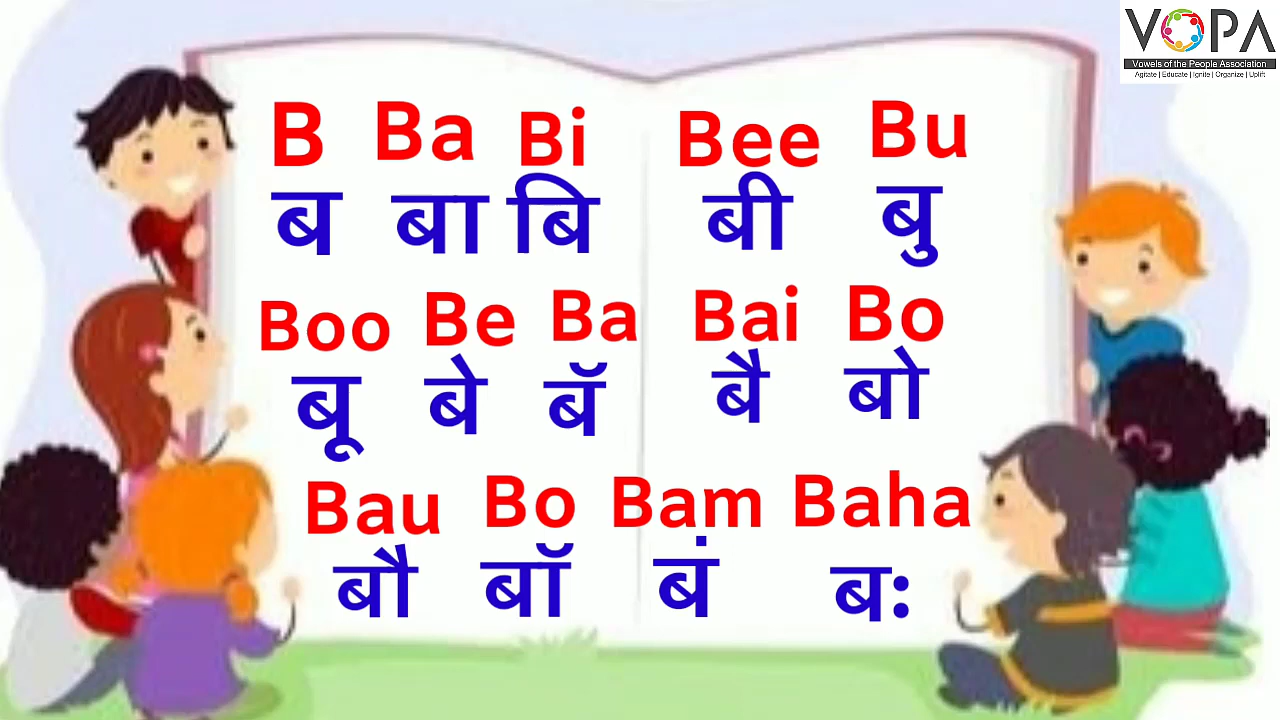 VOPA
Vowels of the People Association
Agitate | Educate | Ignite | Organize | Uplift
B Ba Bi Bee Bu
ब बा बि बी बु
Boo Be Ba Bai Bo
बू बे बॅ बै बो
Bau Bo Bam Baha
बौ बॉ बं बः